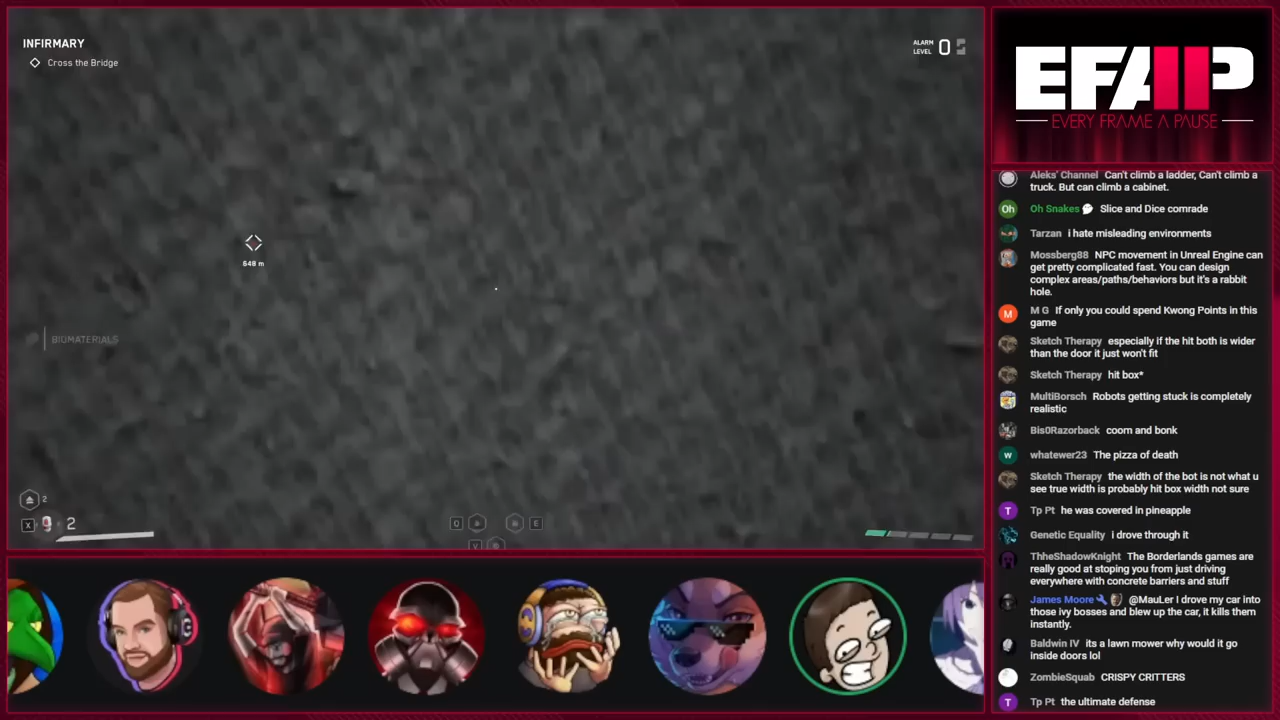 INFIRMARY
Cross the Bridge
ALARM LEVEL 0
648 m
BIOMATERIALS
2
X 9 2
Q E
V
EFAP
EVERY FRAME A PAUSE
Aleks' Channel Can't climb a ladder, Can't climb a
truck. But can climb a cabinet.
Oh Oh Snakes Slice and Dice comrade
Tarzan i hate misleading environments
Mossberg88 NPC movement in Unreal Engine can
get pretty complicated fast. You can design
complex areas/paths/behaviors but it's a rabbit
hole.
M M G If only you could spend Kwong Points in this
game
Sketch Therapy especially if the hit both is wider
than the door it just won't fit
Sketch Therapy hit box*
MultiBorsch Robots getting stuck is completely
realistic
Bis0Razorback coom and bonk
w whatewer23 The pizza of death
Sketch Therapy the width of the bot is not what u
see true width is probably hit box width not sure
T Tp Pt he was covered in pineapple
Genetic Equality i drove through it
ThheShadowKnight The Borderlands games are
really good at stoping you from just driving
everywhere with concrete barriers and stuff
James Moore @MauLer I drove my car into
those ivy bosses and blew up the car, it kills them
instantly.
Baldwin IV its a lawn mower why would it go
inside doors lol
ZombieSquab CRISPY CRITTERS
T Tp Pt the ultimate defense